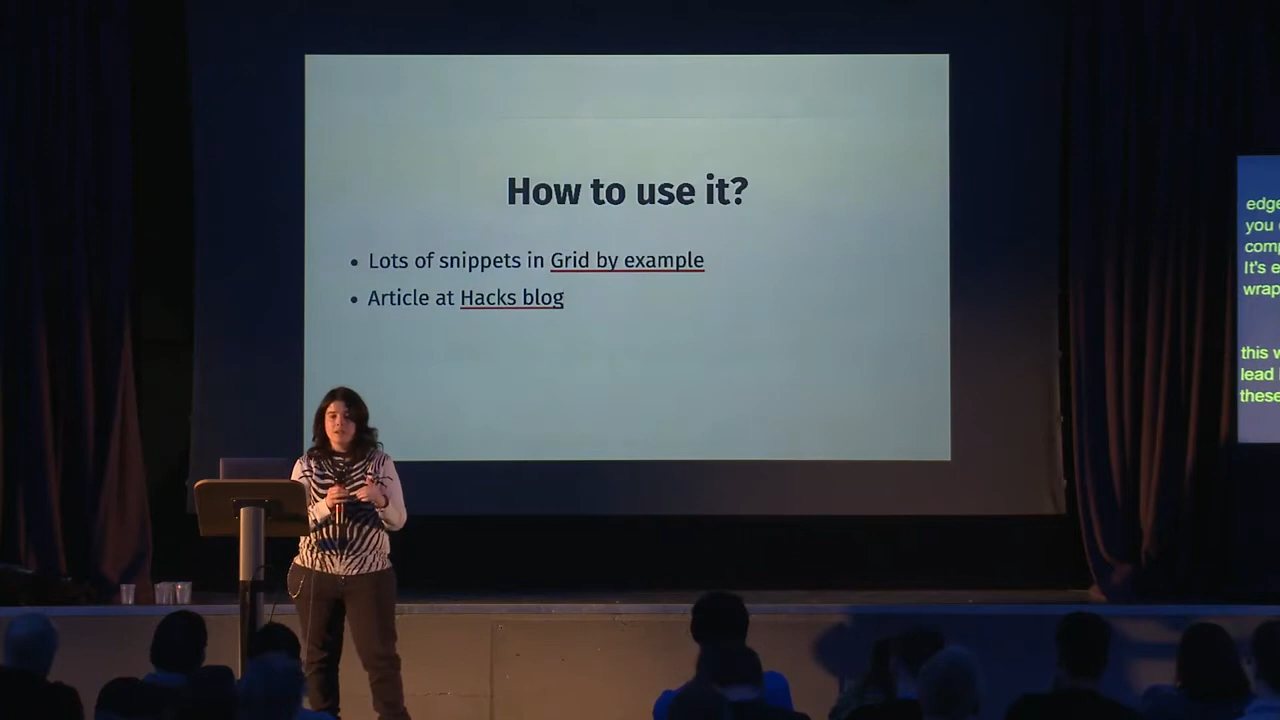 How to use it?
Lots of snippets in Grid by example
Article at Hacks blog
edge
you
It's
wrap
this
lead
these